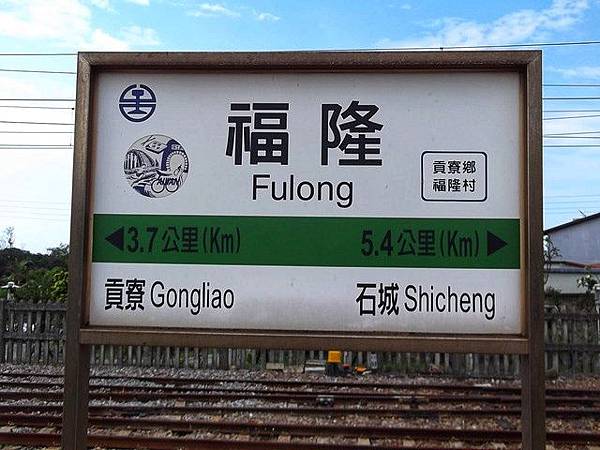 福隆
Fulong
貢寮鄉
福隆村
3.7公里(Km)
5.4公里(Km)
貢寮 Gongliao
石城 Shicheng